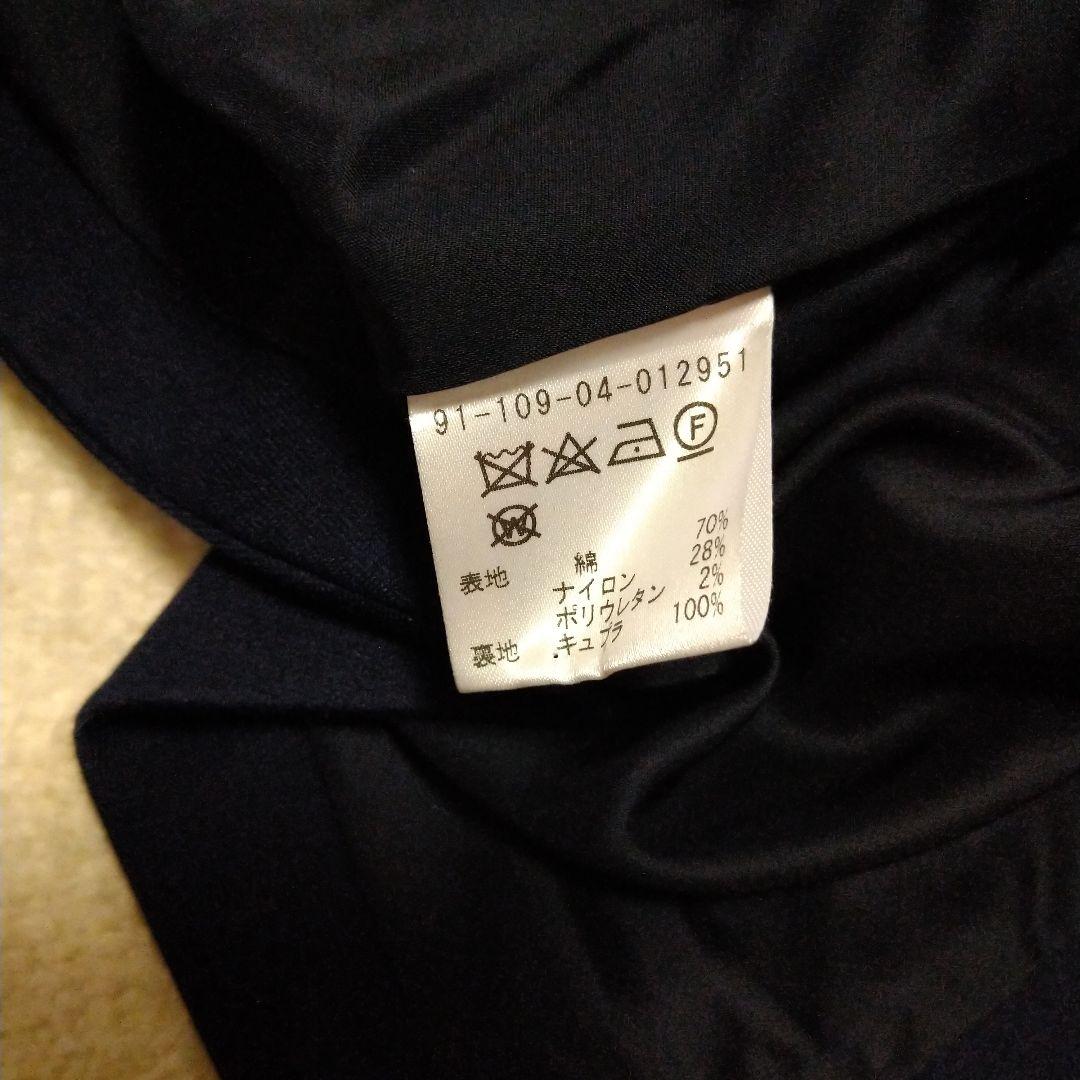 91-109-04-012951
F
W
表地 綿 70%
ナイロン 28%
ポリウレタン 2%
裏地 .キュプラ 100%